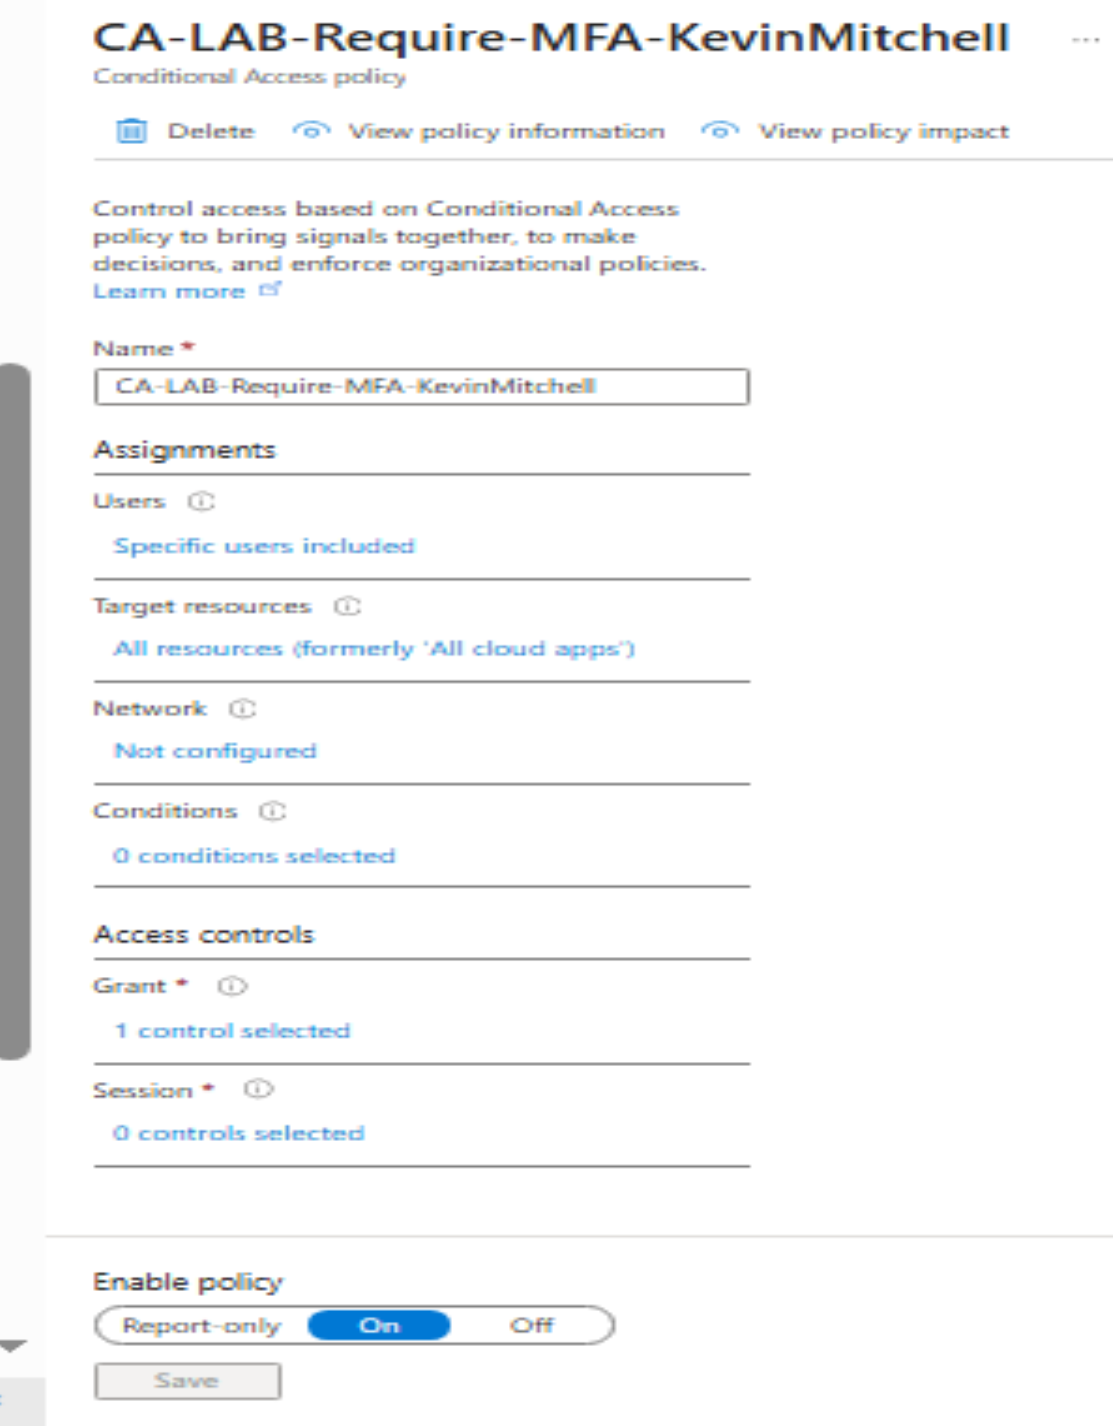 CA-LAB-Require-MFA-KevinMitchell ...
Conditional Access policy
Delete View policy information View policy impact
Control access based on Conditional Access
policy to bring signals together, to make
decisions, and enforce organizational policies.
Learn more
Name *
CA-LAB-Require-MFA-KevinMitchell
Assignments
Users
Specific users included
Target resources
All resources (formerly 'All cloud apps')
Network
Not configured
Conditions
0 conditions selected
Access controls
Grant *
1 control selected
Session *
0 controls selected
Enable policy
Report-only On Off
Save